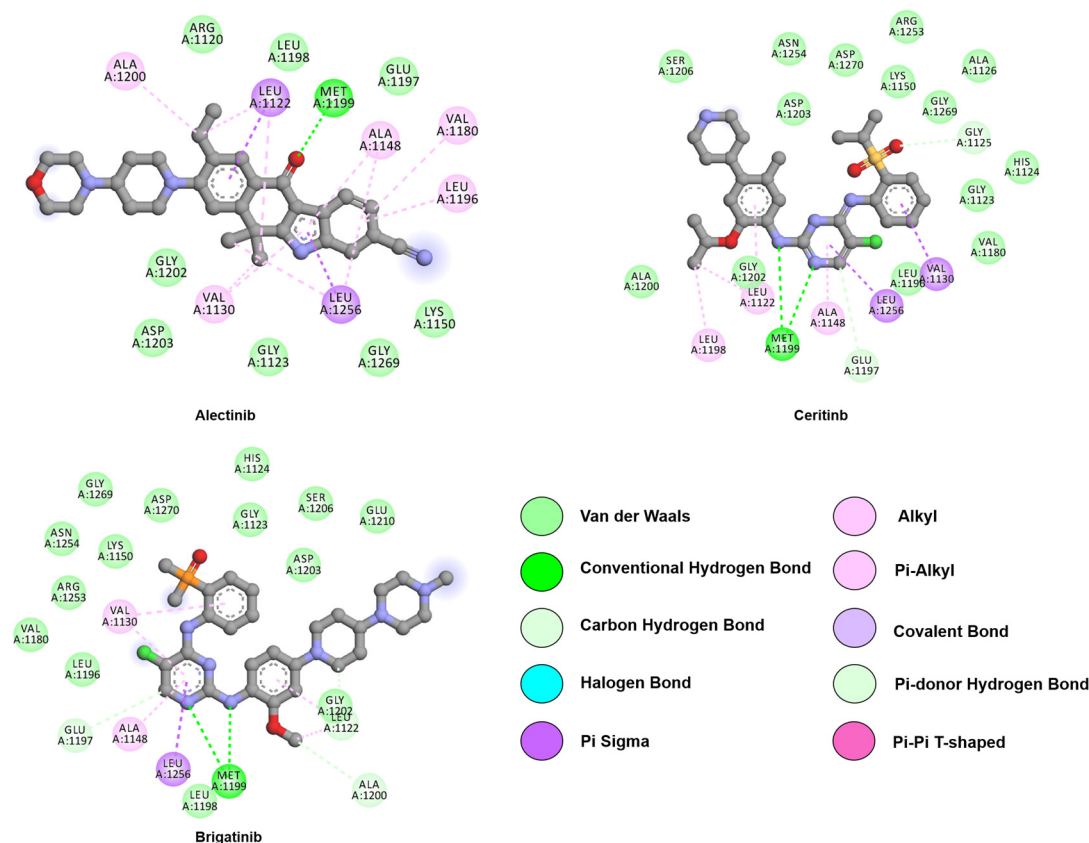 ARG
A:1120
LEU
A:1198
ALA
A:1200
GLU
A:1197
LEU
A:1122
MET
A:1199
VAL
A:1180
ALA
A:1148
LEU
A:1196
GLY
A:1202
VAL
A:1130
LEU
A:1256
LYS
A:1150
ASP
A:1203
GLY
A:1123
GLY
A:1269
Alectinib
ARG
A:1253
ASN
A:1254
ASP
A:1270
SER
A:1206
ALA
A:1126
LYS
A:1150
ASP
A:1203
GLY
A:1269
GLY
A:1125
HIS
A:1124
GLY
A:1123
VAL
A:1180
ALA
A:1200
GLY
A:1202
LEU
A:1122
LEU
A:1196
VAL
A:1130
LEU
A:1256
ALA
A:1148
LEU
A:1198
MET
A:1199
GLU
A:1197
Ceritinb
HIS
A:1124
GLY
A:1269
ASP
A:1270
SER
A:1206
GLU
A:1210
GLY
A:1123
ASN
A:1254
LYS
A:1150
ASP
A:1203
ARG
A:1253
VAL
A:1130
VAL
A:1180
LEU
A:1196
GLY
A:1202
LEU
A:1122
GLU
A:1197
ALA
A:1148
LEU
A:1256
MET
A:1199
ALA
A:1200
LEU
A:1198
Brigatinib
Van der Waals
Conventional Hydrogen Bond
Carbon Hydrogen Bond
Halogen Bond
Pi Sigma
Alkyl
Pi-Alkyl
Covalent Bond
Pi-donor Hydrogen Bond
Pi-Pi T-shaped